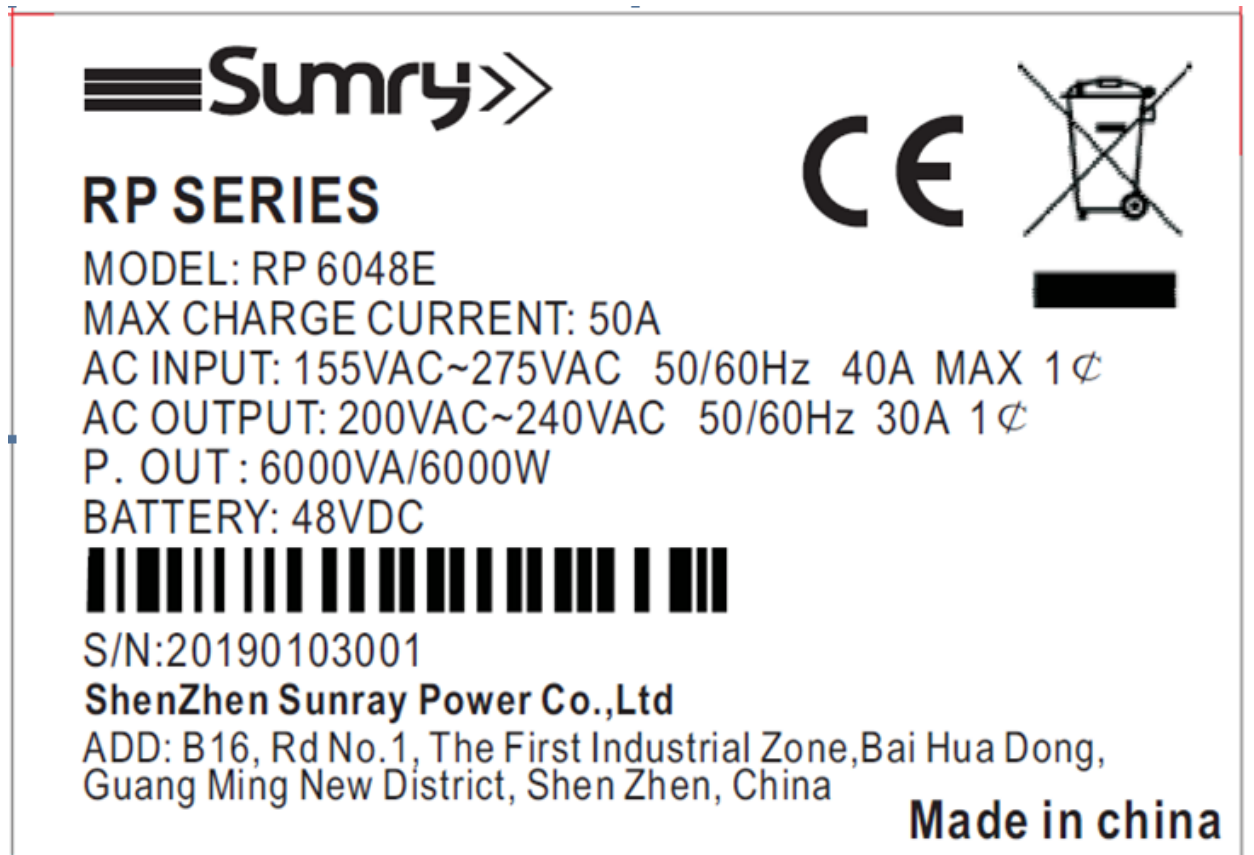 Sumry
CE
RP SERIES
MODEL: RP 6048E
MAX CHARGE CURRENT: 50A
AC INPUT: 155VAC~275VAC 50/60Hz 40A MAX 1₵
AC OUTPUT: 200VAC~240VAC 50/60Hz 30A 1₵
P. OUT: 6000VA/6000W
BATTERY: 48VDC
S/N:20190103001
ShenZhen Sunray Power Co.,Ltd
ADD: B16, Rd No.1, The First Industrial Zone,Bai Hua Dong,
Guang Ming New District, Shen Zhen, China
Made in china